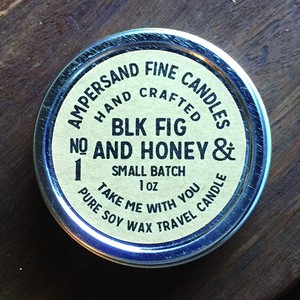 AMPERSAND FINE CANDLES
HAND CRAFTED
BLK FIG
NO 1 AND HONEY &
SMALL BATCH
1 OZ
TAKE ME WITH YOU
PURE SOY WAX TRAVEL CANDLE